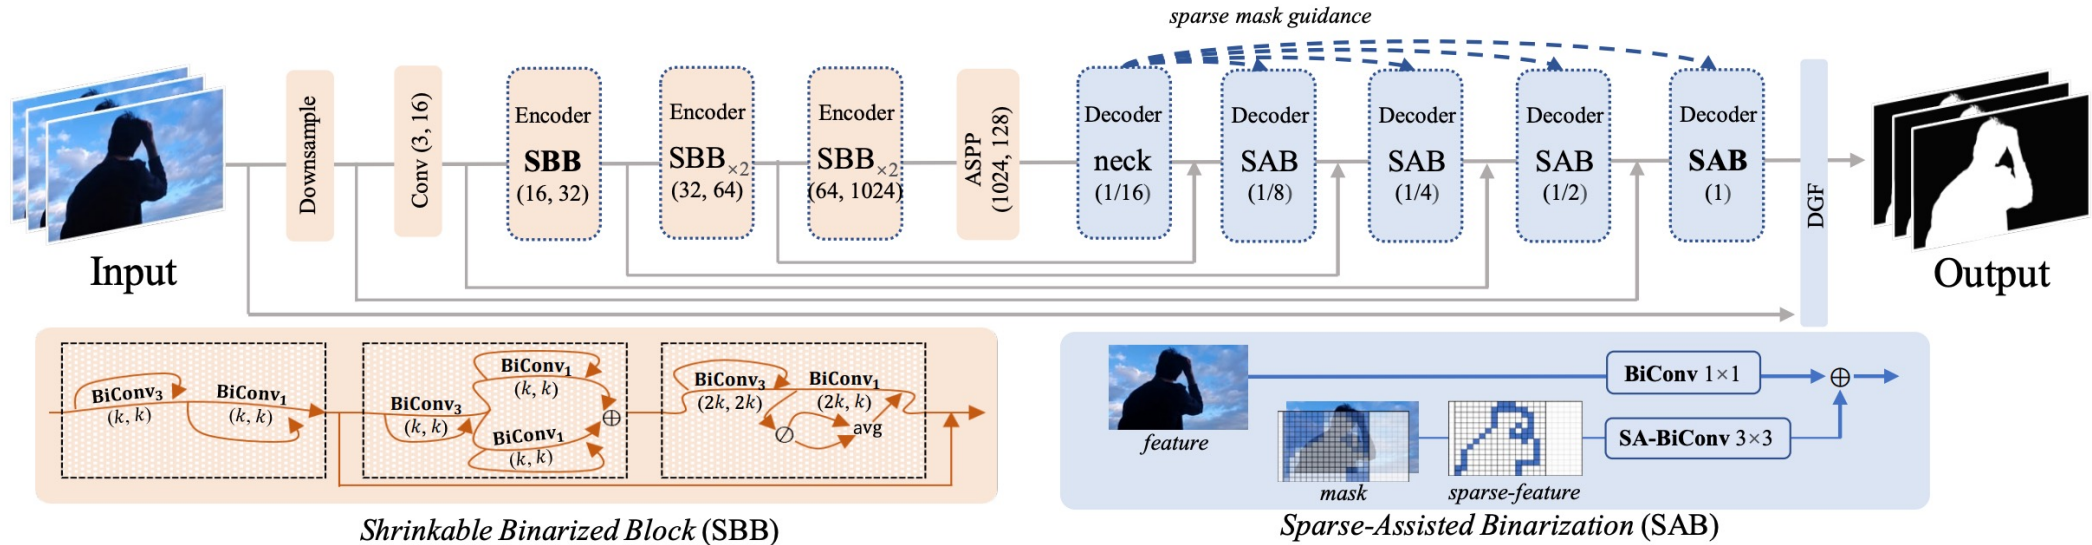 sparse mask guidance
Input
Downsample
Conv (3, 16)
Encoder
SBB
(16, 32)
Encoder
SBB×2
(32, 64)
Encoder
SBB×2
(64, 1024)
ASPP
(1024, 128)
Decoder
neck
(1/16)
Decoder
SAB
(1/8)
Decoder
SAB
(1/4)
Decoder
SAB
(1/2)
Decoder
SAB
(1)
DGF
Output
BiConv₃
(k, k)
BiConv₁
(k, k)
BiConv₃
(k, k)
BiConv₁
(k, k)
⊕
BiConv₁
(k, k)
BiConv₃
(2k, 2k)
BiConv₁
(2k, k)
⊘
avg
Shrinkable Binarized Block (SBB)
feature
mask
sparse-feature
BiConv 1×1
⊕
SA-BiConv 3×3
Sparse-Assisted Binarization (SAB)